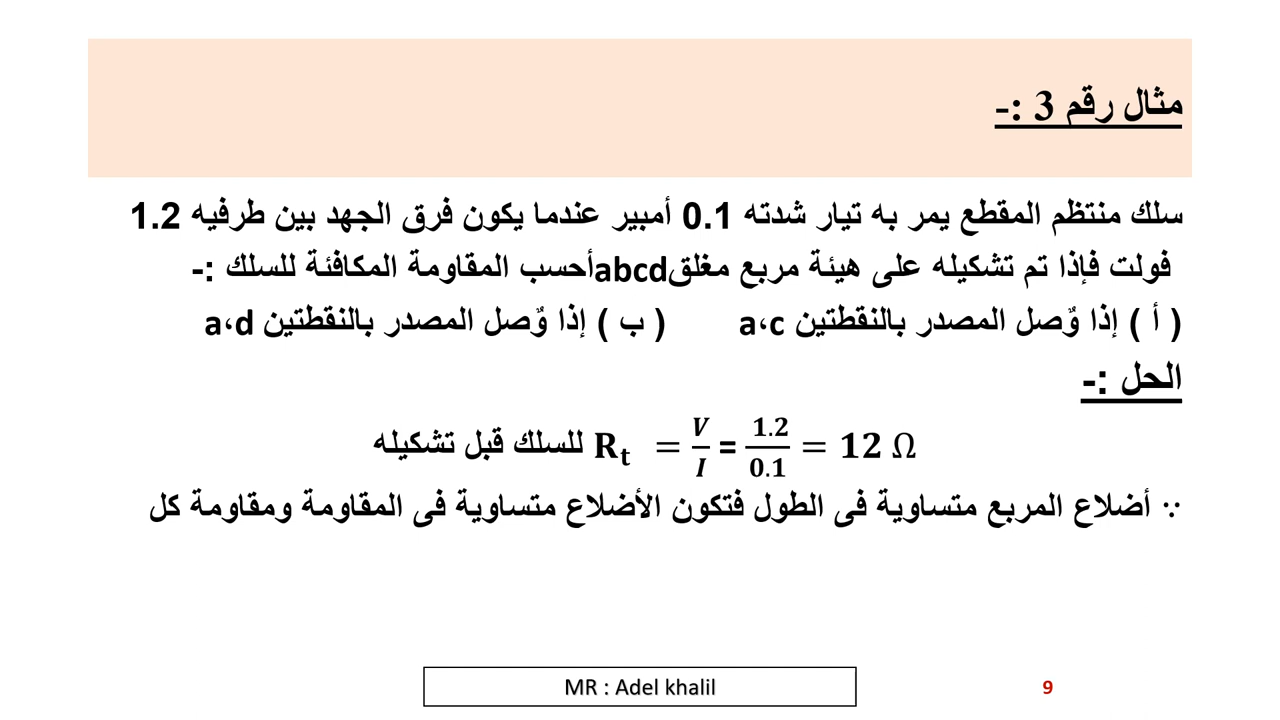 مثال رقم 3 :-
سلك منتظم المقطع يمر به تيار شدته 0.1 أمبير عندما يكون فرق الجهد بين طرفيه 1.2
فولت فإذا تم تشكيله على هيئة مربع مغلقabcdأحسب المقاومة المكافئة للسلك :-
( أ ) إذا وٌصل المصدر بالنقطتين a،c ( ب ) إذا وٌصل المصدر بالنقطتين a،d
الحل :-
R_t = V/I = 1.2/0.1 = 12 Ω للسلك قبل تشكيله
∵ أضلاع المربع متساوية فى الطول فتكون الأضلاع متساوية فى المقاومة ومقاومة كل
MR : Adel khalil
9